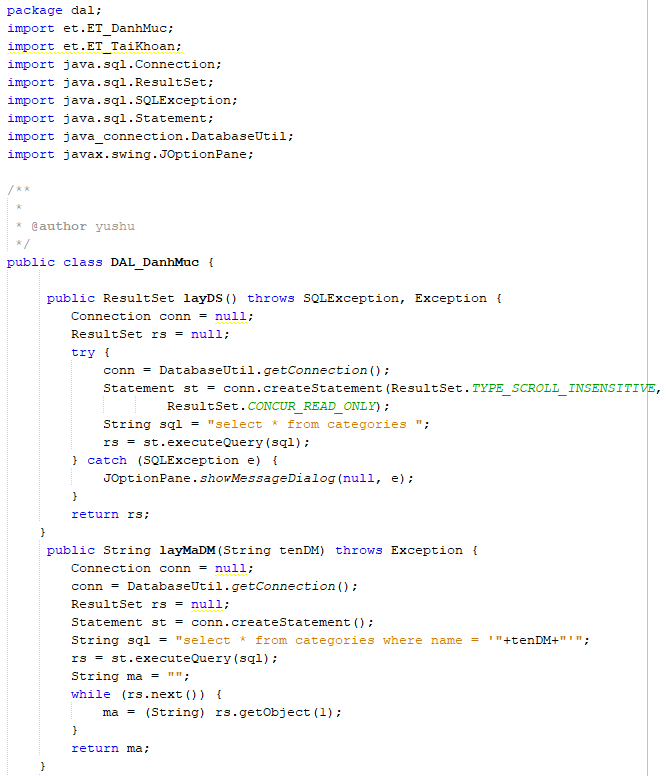 package dal;
import et.ET_DanhMuc;
import et.ET_TaiKhoan;
import java.sql.Connection;
import java.sql.ResultSet;
import java.sql.SQLException;
import java.sql.Statement;
import java_connection.DatabaseUtil;
import javax.swing.JOptionPane;

/**
 *
 * @author yushu
 */
public class DAL_DanhMuc {

     public ResultSet layDS() throws SQLException, Exception {
        Connection conn = null;
        ResultSet rs = null;
        try {
            conn = DatabaseUtil.getConnection();
            Statement st = conn.createStatement(ResultSet.TYPE_SCROLL_INSENSITIVE,
                    ResultSet.CONCUR_READ_ONLY);
            String sql = "select * from categories ";
            rs = st.executeQuery(sql);
        } catch (SQLException e) {
            JOptionPane.showMessageDialog(null, e);
        }
        return rs;
    }
     public String layMaDM(String tenDM) throws Exception {
        Connection conn = null;
        conn = DatabaseUtil.getConnection();
        ResultSet rs = null;
        Statement st = conn.createStatement();
        String sql = "select * from categories where name = '"+tenDM+"'";
        rs = st.executeQuery(sql);
        String ma = "";
        while (rs.next()) {
            ma = (String) rs.getObject(1);
        }
        return ma;
    }